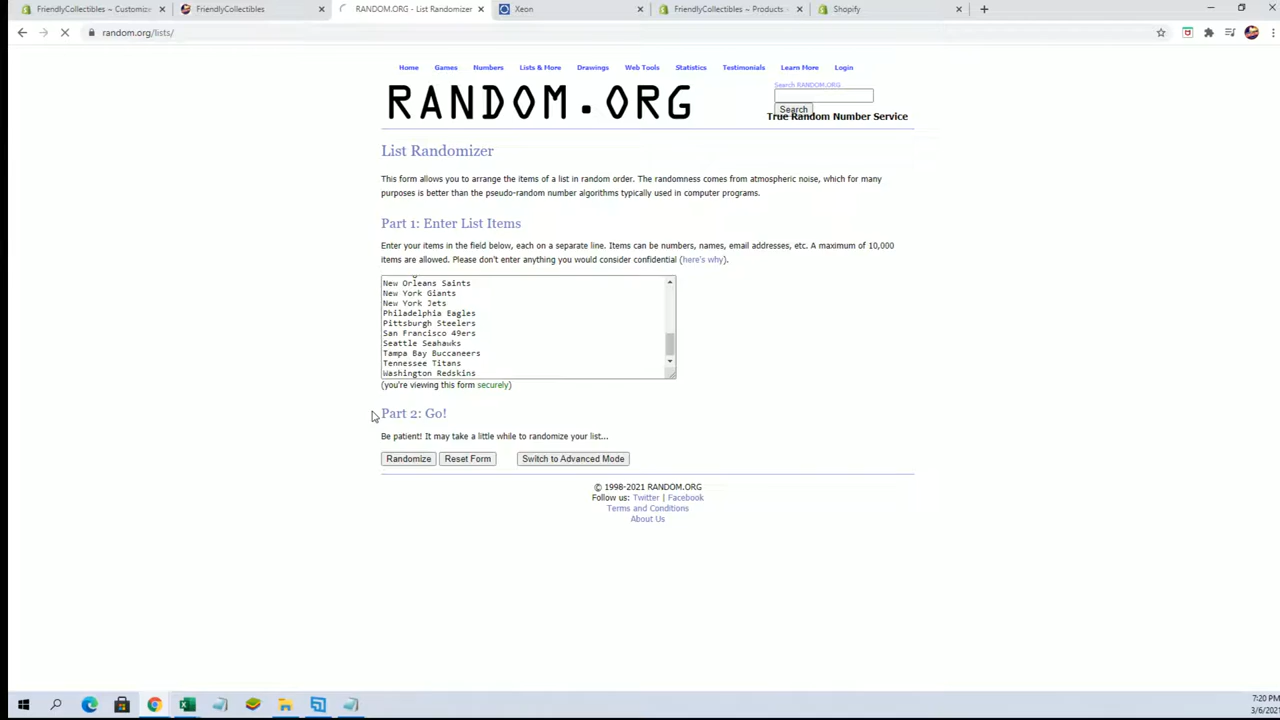 FriendlyCollectibles ~ Customize
FriendlyCollectibles
RANDOM.ORG - List Randomizer
Xeon
FriendlyCollectibles ~ Products ·
Shopify
random.org/lists/
Home Games Numbers Lists & More Drawings Web Tools Statistics Testimonials Learn More Login
RANDOM.ORG
Search RANDOM.ORG
Search
True Random Number Service
List Randomizer
This form allows you to arrange the items of a list in random order. The randomness comes from atmospheric noise, which for many
purposes is better than the pseudo-random number algorithms typically used in computer programs.
Part 1: Enter List Items
Enter your items in the field below, each on a separate line. Items can be numbers, names, email addresses, etc. A maximum of 10,000
items are allowed. Please don't enter anything you would consider confidential (here's why).
New Orleans Saints
New York Giants
New York Jets
Philadelphia Eagles
Pittsburgh Steelers
San Francisco 49ers
Seattle Seahawks
Tampa Bay Buccaneers
Tennessee Titans
Washington Redskins
(you're viewing this form securely)
Part 2: Go!
Be patient! It may take a little while to randomize your list...
Randomize Reset Form Switch to Advanced Mode
© 1998-2021 RANDOM.ORG
Follow us: Twitter | Facebook
Terms and Conditions
About Us
7:20 PM
3/6/2021